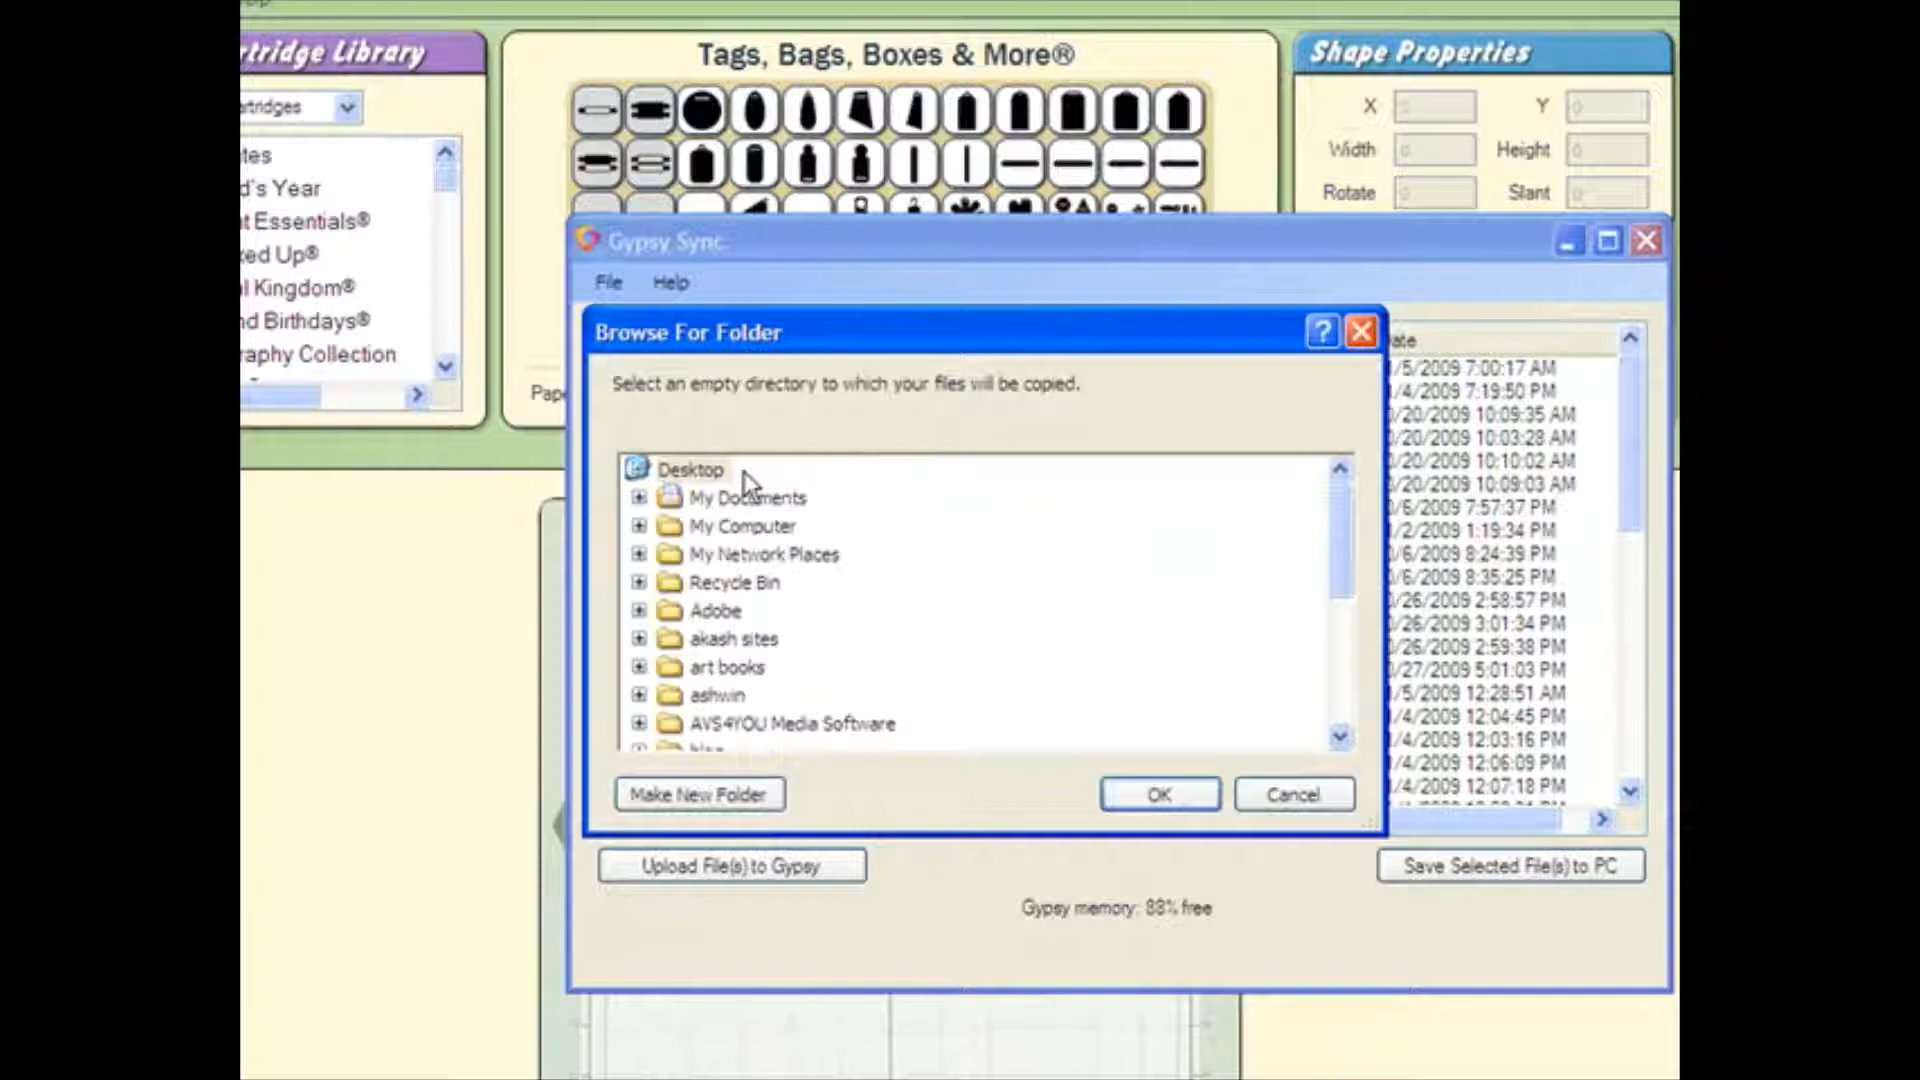 rtridge Library
artridges
d's Year
Essentials®
Kingdom®
nd Birthdays®
raphy Collection
Tags, Bags, Boxes & More®
Shape Properties
X
Y
Width
Height
Rotate
Slant
Gypsy Sync
File Help
Browse For Folder
Select an empty directory to which your files will be copied.
Desktop
My Documents
My Computer
My Network Places
Recycle Bin
Adobe
akash sites
art books
ashwin
AVS4YOU Media Software
Make New Folder
OK
Cancel
ate
/5/2009 7:00:17 AM
/4/2009 7:19:50 PM
/20/2009 10:09:35 AM
/20/2009 10:03:28 AM
/20/2009 10:10:02 AM
/20/2009 10:09:03 AM
/6/2009 7:57:37 PM
/2/2009 1:19:34 PM
/6/2009 8:24:39 PM
/6/2009 8:35:25 PM
/26/2009 2:58:57 PM
/26/2009 3:01:34 PM
/26/2009 2:59:38 PM
/27/2009 5:01:03 PM
/5/2009 12:28:51 AM
/4/2009 12:04:45 PM
/4/2009 12:03:16 PM
/4/2009 12:06:09 PM
/4/2009 12:07:18 PM
Upload File(s) to Gypsy
Save Selected File(s) to PC
Gypsy memory: 88% free